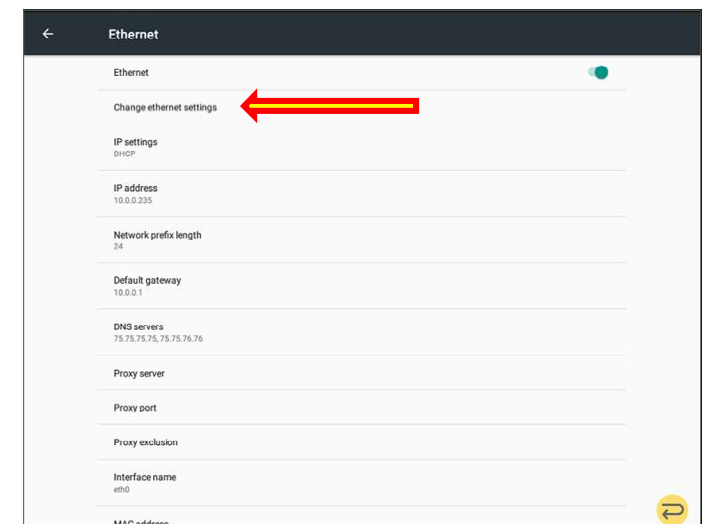 Ethernet
Ethernet
Change ethernet settings
IP settings
DHCP
IP address
10.0.0.235
Network prefix length
24
Default gateway
10.0.0.1
DNS servers
75.75.75.75, 75.75.76.76
Proxy server
Proxy port
Proxy exclusion
Interface name
eth0
MAC address